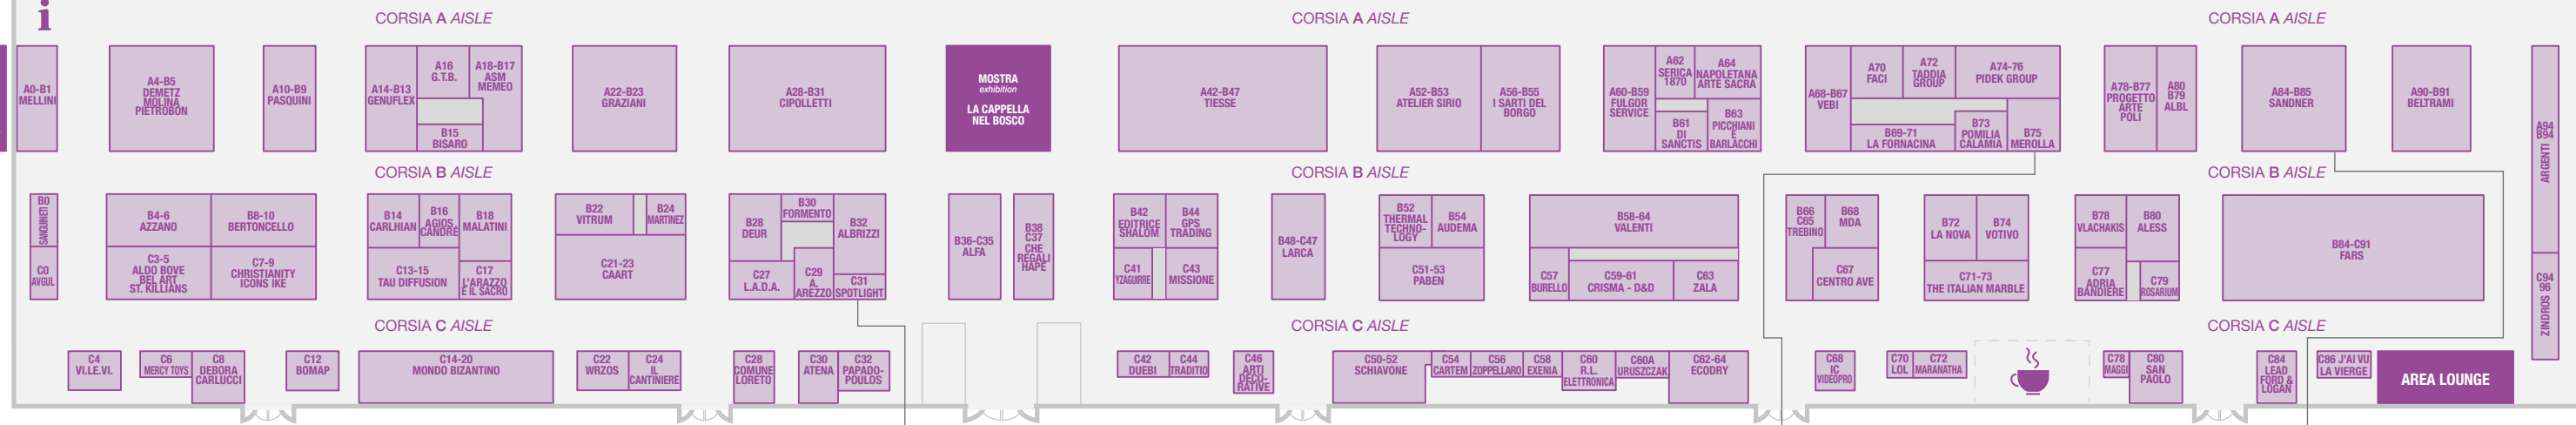 i
CORSIA A AISLE
CORSIA A AISLE
CORSIA A AISLE
A0-B1
MELLINI
A4-B5
DEMETZ
MOLINA
PIETROBON
A10-B9
PASQUINI
A14-B13
GENUFLEX
A16
G.T.B.
A18-B17
ASM
MEMEO
B15
BISARO
A22-B23
GRAZIANI
A28-B31
CIPOLLETTI
MOSTRA
exhibition
LA CAPPELLA
NEL BOSCO
A42-B47
TIESSE
A52-B53
ATELIER SIRIO
A56-B55
I SARTI DEL
BORGO
A60-B59
FULGOR
SERVICE
A62
SERICA
1870
A64
NAPOLETANA
ARTE SACRA
B61
DI
SANCTIS
B63
PICCHIANI
E
BARLACCHI
A68-B67
VEBI
A70
FACI
A72
TADDIA
GROUP
A74-76
PIDEK GROUP
B69-71
LA FORNACINA
B73
POMILIA
CALAMIA
B75
MEROLLA
A78-B77
PROGETTO
ARTE
POLI
A80
B79
ALBL
A84-B85
SANDNER
A90-B91
BELTRAMI
A94
B94
ARGENTI
CORSIA B AISLE
CORSIA B AISLE
CORSIA B AISLE
B0
SANGUINETI
C0
AVGUL
B4-6
AZZANO
B8-10
BERTONCELLO
C3-5
ALDO BOVE
BEL ART
ST. KILLIANS
C7-9
CHRISTIANITY
ICONS IKE
B14
CARLHIAN
B16
AGIOS
CANDRE
B18
MALATINI
C13-15
TAU DIFFUSION
C17
L'ARAZZO
E IL SACRO
B22
VITRUM
B24
MARTINEZ
C21-23
CAART
B28
DEUR
B30
FORMENTO
B32
ALBRIZZI
C27
L.A.D.A.
C29
A.
AREZZO
C31
SPOTLIGHT
B36-C35
ALFA
B38
C37
CHE
REGALI
HAPE
B42
EDITRICE
SHALOM
B44
GPS
TRADING
C41
YZAGUIRRE
C43
MISSIONE
B48-C47
LARCA
B52
THERMAL
TECHNO-
LOGY
B54
AUDEMA
C51-53
PABEN
B58-64
VALENTI
C57
BURELLO
C59-61
CRISMA - D&D
C63
ZALA
B66
C65
TREBINO
B68
MDA
C67
CENTRO AVE
B72
LA NOVA
B74
VOTIVO
C71-73
THE ITALIAN MARBLE
B78
VLACHAKIS
B80
ALESS
C77
ADRIA
BANDIERE
C79
ROSARIUM
B84-C91
FARS
C94
96
ZINDROS
CORSIA C AISLE
CORSIA C AISLE
CORSIA C AISLE
C4
VI.LE.VI.
C6
MERCY TOYS
C8
DEBORA
CARLUCCI
C12
BOMAP
C14-20
MONDO BIZANTINO
C22
WRZOS
C24
IL
CANTINIERE
C28
COMUNE
LORETO
C30
ATENA
C32
PAPADO-
POULOS
C42
DUEBI
C44
TRADITIO
C46
ARTI
DECO-
RATIVE
C50-52
SCHIAVONE
C54
CARTEM
C56
ZOPPELLARO
C58
EXENIA
C60
R.L.
ELETTRONICA
C60A
URUSZCZAK
C62-64
ECODRY
C68
IC
VIDEOPRO
C70
LOL
C72
MARANATHA
C78
MAGGI
C80
SAN
PAOLO
C84
LEAD
FORD &
LOGAN
C86 J'AI VU
LA VIERGE
AREA LOUNGE